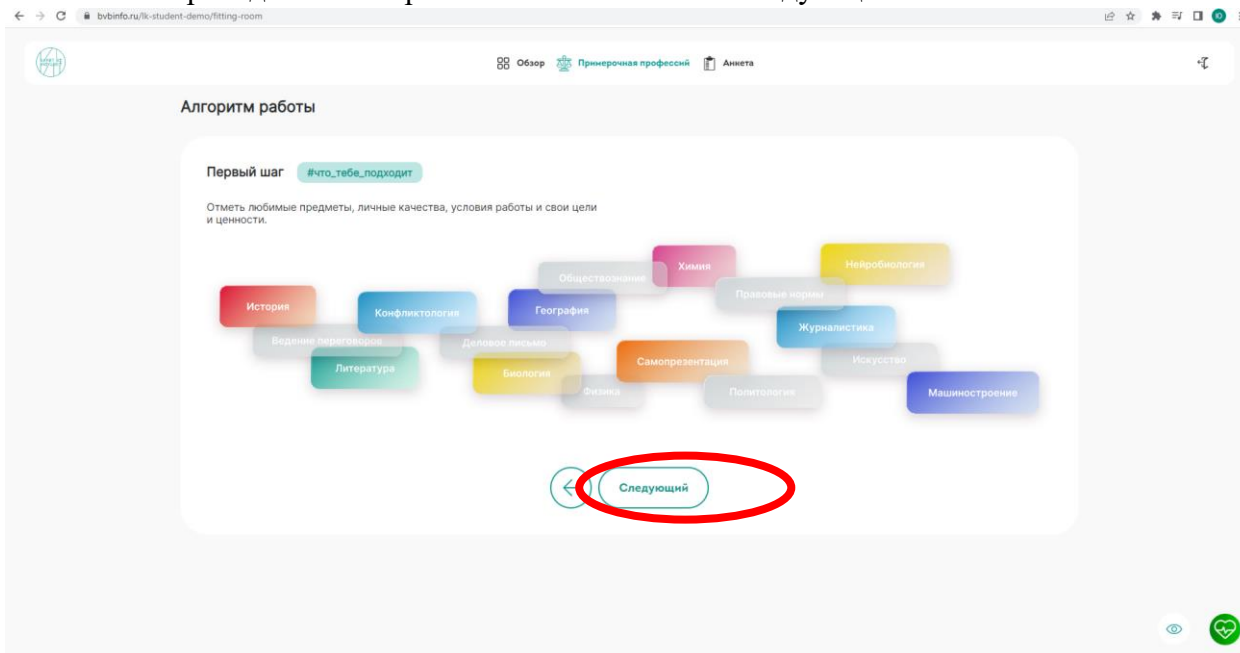 bvbinfo.ru/lk-student-demo/fitting-room
Обзор Примерочная профессий Анкета
Алгоритм работы
Первый шаг #что_тебе_подходит
Отметь любимые предметы, личные качества, условия работы и свои цели
и ценности.
Химия
Нейробиология
Обществознание
Правовые нормы
История
География
Конфликтология
Журналистика
Ведение переговоров
Деловое письмо
Самопрезентация
Искусство
Литература
Биология
Физика
Политология
Машиностроение
Следующий